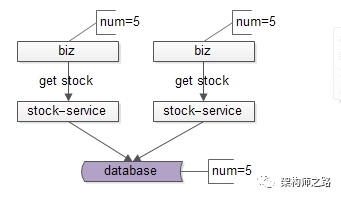 num=5 num=5
biz biz
get stock get stock
stock-service stock-service
database num=5
架构师之路